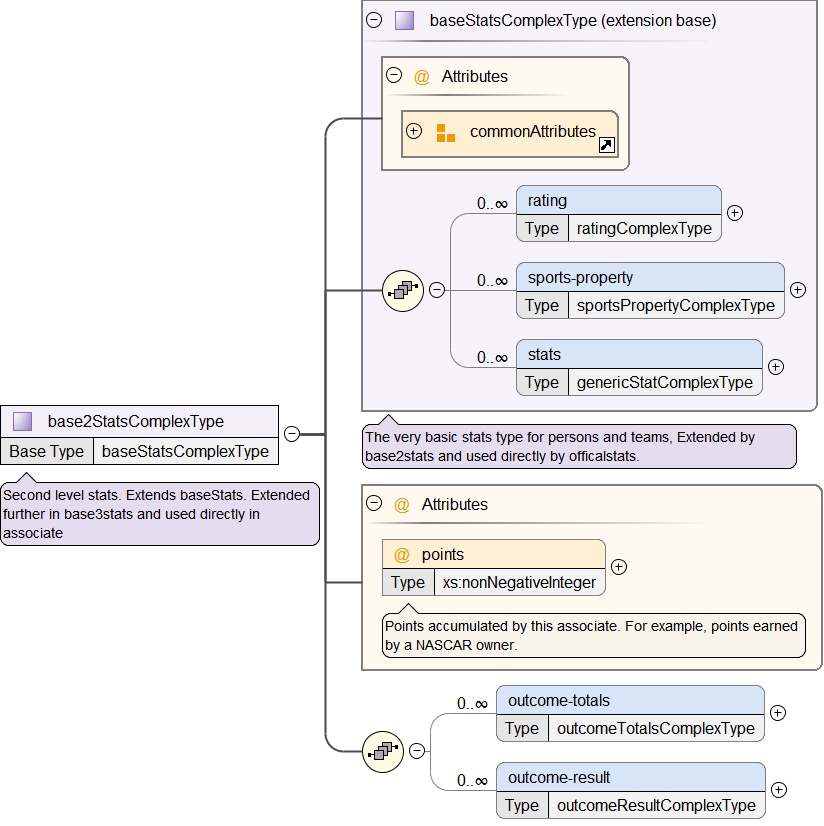 baseStatsComplexType (extension base)
@ Attributes
commonAttributes
0..∞
rating
Type ratingComplexType
0..∞
sports-property
Type sportsPropertyComplexType
0..∞
stats
Type genericStatComplexType
base2StatsComplexType
Base Type baseStatsComplexType
The very basic stats type for persons and teams, Extended by
base2stats and used directly by officalstats.
Second level stats. Extends baseStats. Extended
further in base3stats and used directly in
associate
@ Attributes
@ points
Type xs:nonNegativeInteger
Points accumulated by this associate. For example, points earned
by a NASCAR owner.
0..∞
outcome-totals
Type outcomeTotalsComplexType
0..∞
outcome-result
Type outcomeResultComplexType